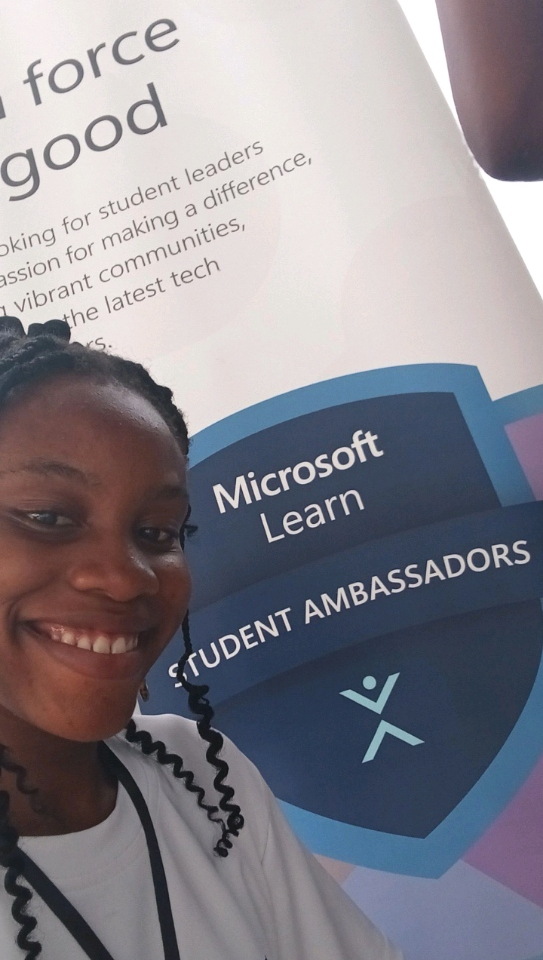 force
good
oking for student leaders
assion for making a difference,
vibrant communities,
the latest tech
rs.
Microsoft
Learn
STUDENT AMBASSADORS